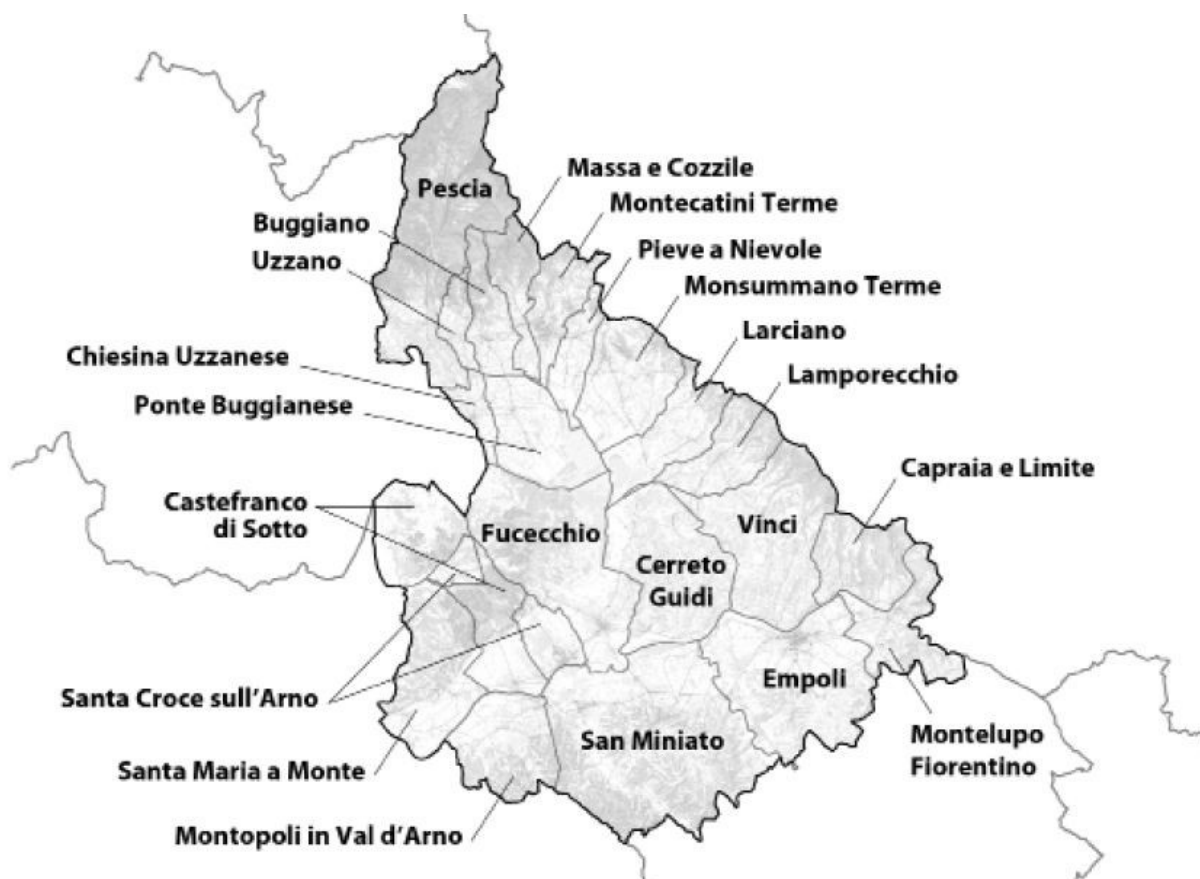 Massa e Cozzile
Pescia
Montecatini Terme
Buggiano
Pieve a Nievole
Uzzano
Monsummano Terme
Larciano
Chiesina Uzzanese
Lamporecchio
Ponte Buggianese
Capraia e Limite
Castefranco
di Sotto
Fucecchio
Vinci
Cerreto
Guidi
Santa Croce sull'Arno
Empoli
San Miniato
Montelupo
Fiorentino
Santa Maria a Monte
Montopoli in Val d'Arno